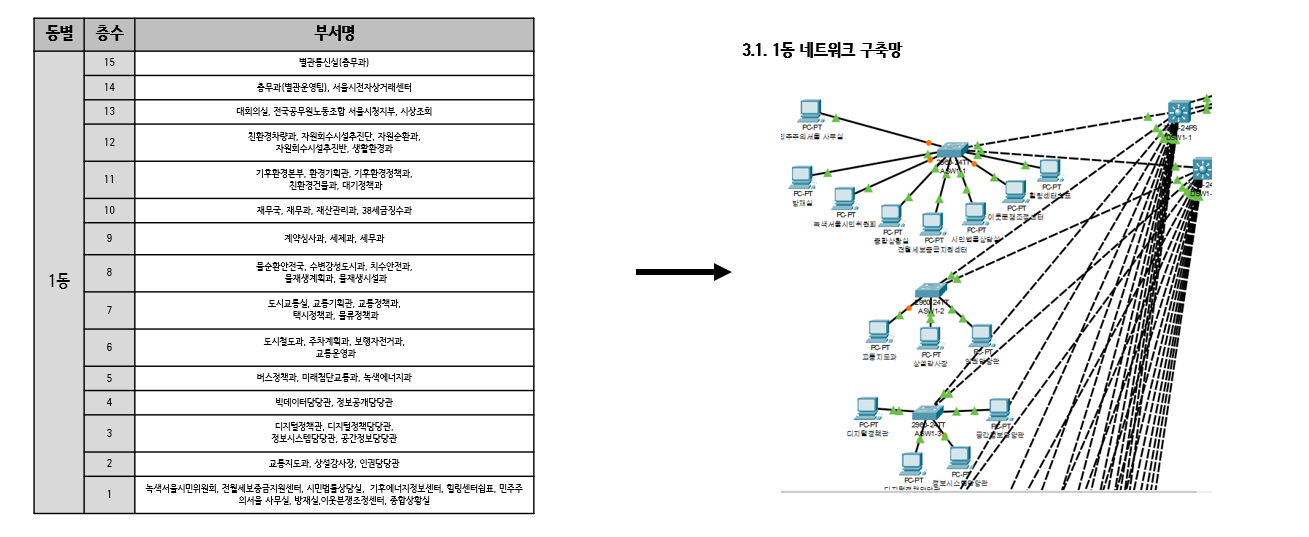 동별 층수 부서명
1동
15 별관통신실(총무과)
14 총무과(별관운영팀), 서울시전자상거래센터
13 대회의실, 전국공무원노동조합 서울시청지부, 시상조회
12 친환경차량과, 자원회수시설추진단, 자원순환과,
자원회수시설추진반, 생활환경과
11 기후환경본부, 환경기획관, 기후환경정책과,
친환경건물과, 대기정책과
10 재무국, 재무과, 재산관리과, 38세금징수과
9 계약심사과, 세제과, 세무과
8 물순환안전국, 수변감성도시과, 치수안전과,
물재생계획과, 물재생시설과
7 도시교통실, 교통기획관, 교통정책과,
택시정책과, 물류정책과
6 도시철도과, 주차계획과, 보행자전거과,
교통운영과
5 버스정책과, 미래첨단교통과, 녹색에너지과
4 빅데이터담당관, 정보공개담당관
3 디지털정책관, 디지털정책담당관,
정보시스템담당관, 공간정보담당관
2 교통지도과, 상설감사장, 인권담당관
1 녹색서울시민위원회, 전월세보증금지원센터, 시민법률상담실, 기후에너지정보센터, 힐링센터쉼표, 민주주
의서울 사무실, 방재실,이웃분쟁조정센터, 종합상황실
3.1. 1동 네트워크 구축망
PC-PT
민주주의서울 사무실
PC-PT
방재실
PC-PT
녹색서울시민위원회
PC-PT
종합상황실
PC-PT
전월세보증금지원센터
PC-PT
시민법률상담실
PC-PT
이웃분쟁조정센터
PC-PT
힐링센터쉼표
2960-24TT
ASW1-1
24PS
DSW1-1
DSW1-
2960-24TT
ASW1-2
PC-PT
교통지도과
PC-PT
상설감사장
PC-PT
인권담당관
2960-24TT
ASW1-3
PC-PT
디지털정책관
PC-PT
공간정보담당관
PC-PT
디지털정책담당관
PC-PT
정보시스템담당관